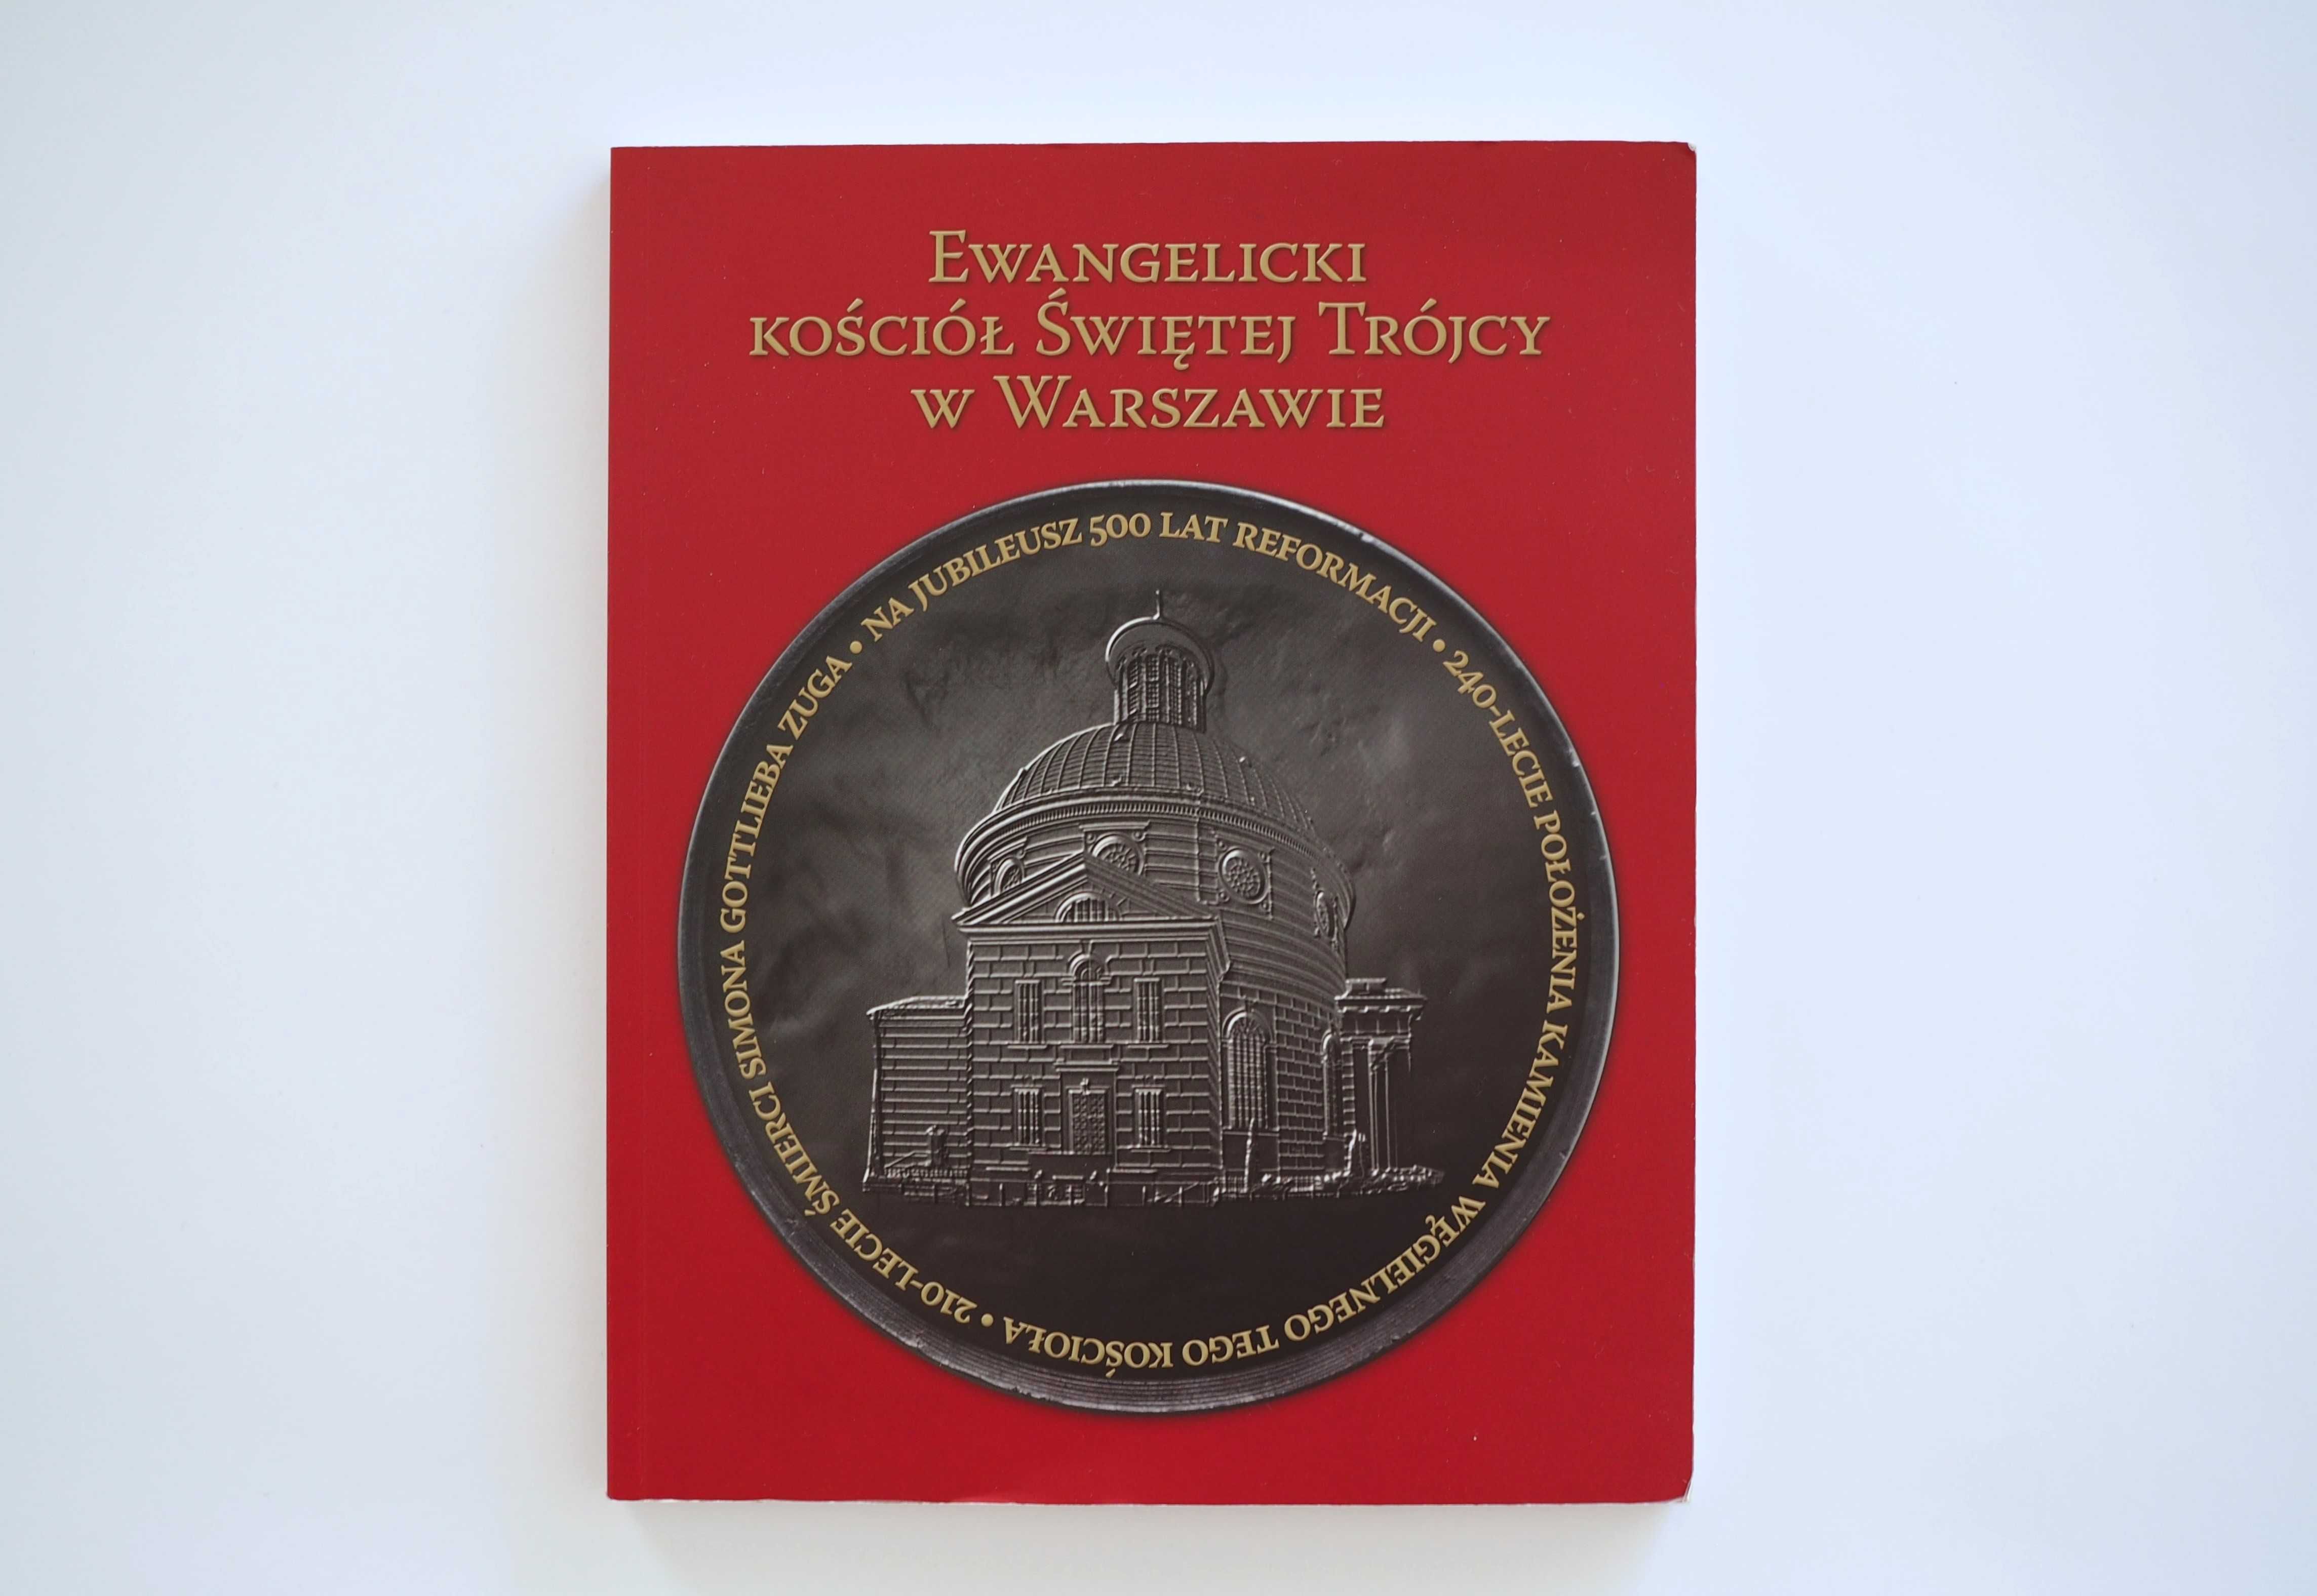 Ewangelicki
kościół Świętej Trójcy
w Warszawie
• NA JUBILEUSZ 500 LAT REFORMACJI • 240-LECIE POŁOŻENIA KAMIENIA WĘGIELNEGO TEGO KOŚCIOŁA • 210-LECIE ŚMIERCI SIMONA GOTTLIEBA ZUGA